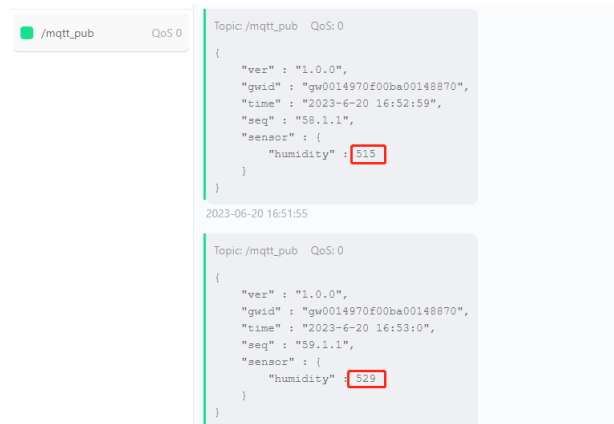 /mqtt_pub QoS 0
Topic: /mqtt_pub QoS: 0
{
"ver" : "1.0.0",
"gwid" : "gw0014970f00ba00148870",
"time" : "2023-6-20 16:52:59",
"seq" : "58.1.1",
"sensor" : {
"humidity" : 515
}
}
2023-06-20 16:51:55
Topic: /mqtt_pub QoS: 0
{
"ver" : "1.0.0",
"gwid" : "gw0014970f00ba00148870",
"time" : "2023-6-20 16:53:0",
"seq" : "59.1.1",
"sensor" : {
"humidity" : 529
}
}